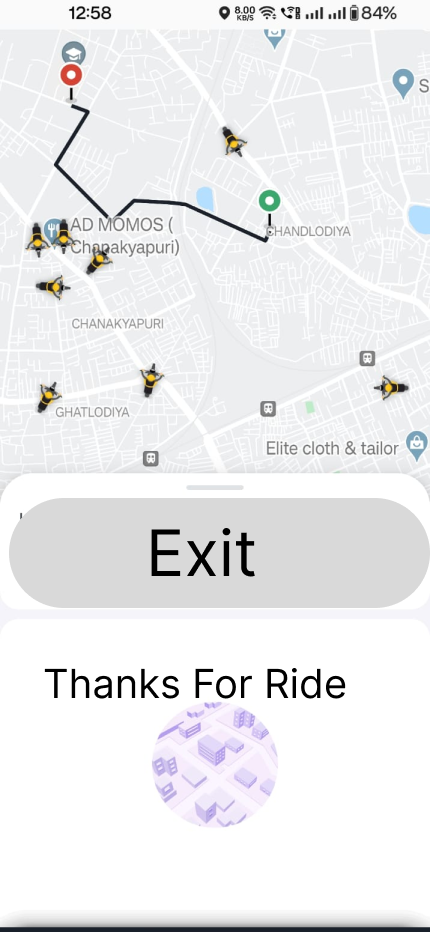 12:58
8.00
KB/S
84%
S
AD MOMOS (
Chanakyapuri)
CHANDLODIYA
CHANAKYAPURI
GHATLODIYA
Elite cloth & tailor
Exit
Thanks For Ride